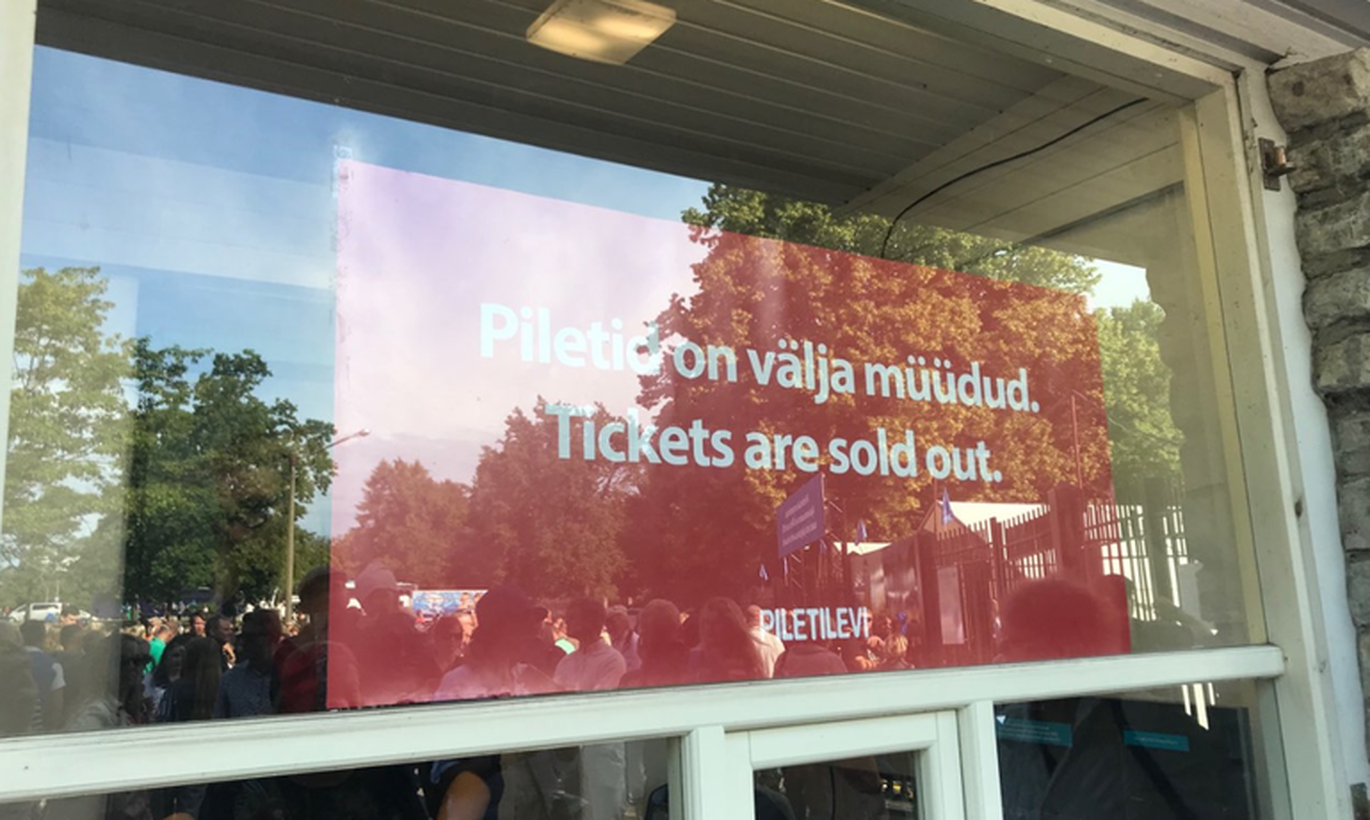 Piletid on välja müüdud.
Tickets are sold out.
PILETILEVI